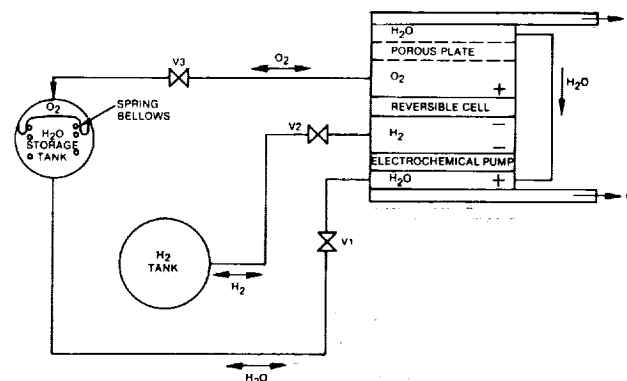 H2O
POROUS PLATE
V3
O2
O2
+
H2O
O2
SPRING
BELLOWS
REVERSIBLE CELL
H2O
STORAGE
TANK
V2
H2
−
−
ELECTROCHEMICAL PUMP
H2O
+
V1
H2
TANK
H2
H2O